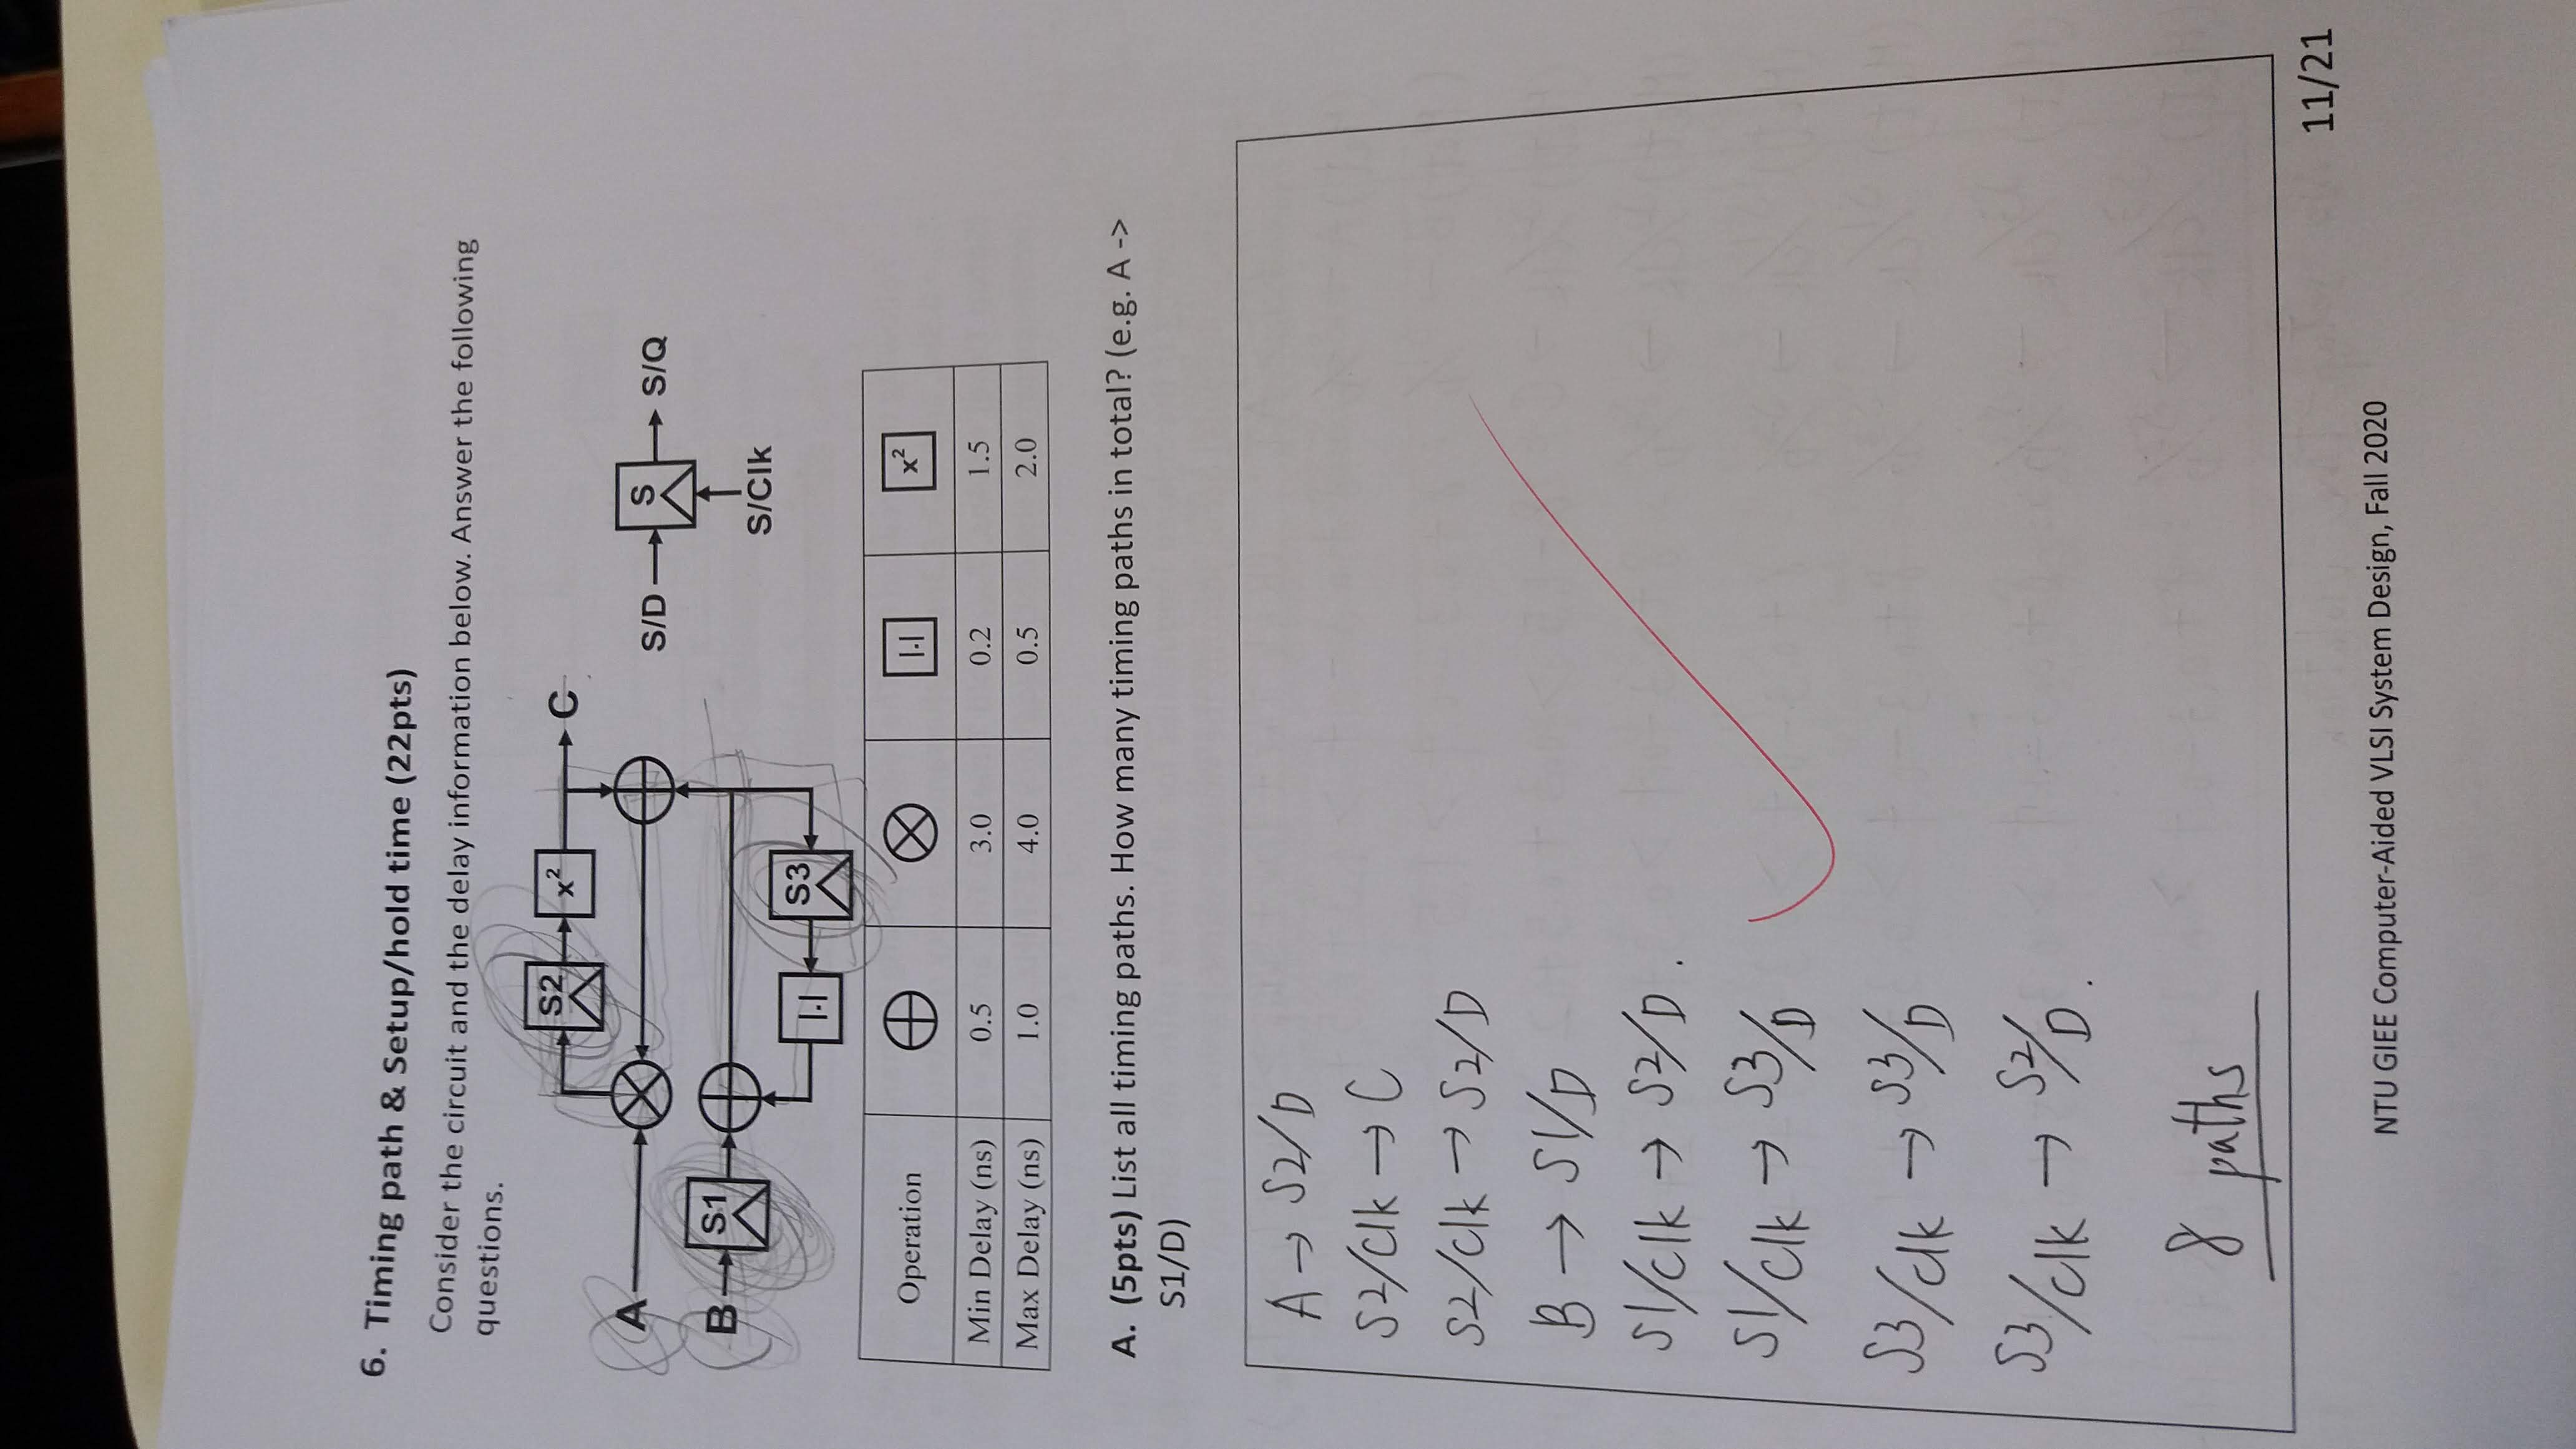 6. Timing path & Setup/hold time (22pts)
Consider the circuit and the delay information below. Answer the following
questions.
S2
x²
C
A
S/D
S
S/Q
B
S1
S/Clk
|.|
S3
Operation
|.|
x²
Min Delay (ns) 0.5 3.0 0.2 1.5
Max Delay (ns) 1.0 4.0 0.5 2.0
A. (5pts) List all timing paths. How many timing paths in total? (e.g. A ->
S1/D)
A → S2/D
S2/clk → C
S2/clk → S2/D
B → S1/D
S1/clk → S2/D.
S1/clk → S3/D
S3/clk → S3/D
S3/clk → S2/D.
8 paths
11/21
NTU GIEE Computer-Aided VLSI System Design, Fall 2020